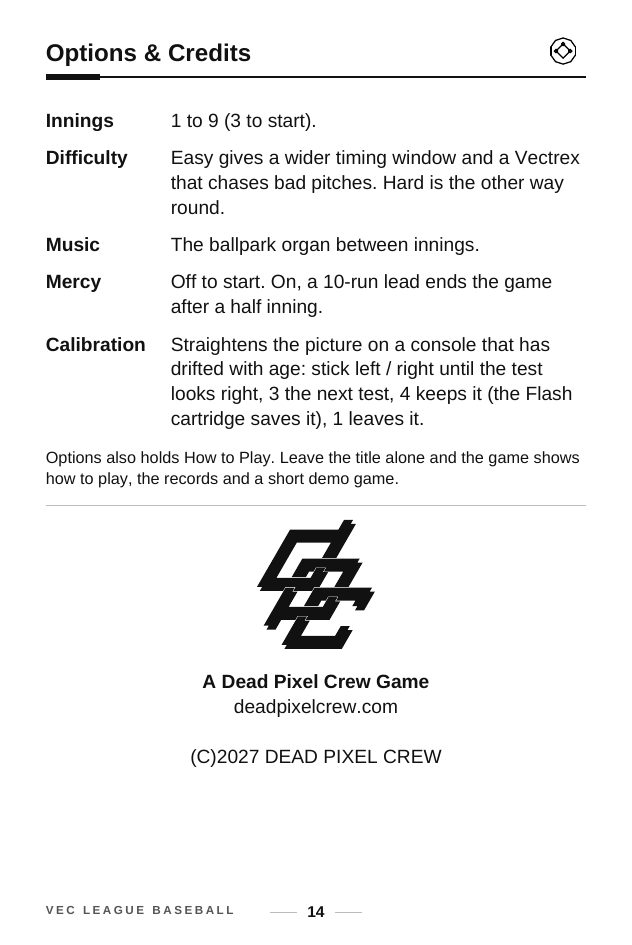 Options & Credits
Innings 1 to 9 (3 to start).
Difficulty Easy gives a wider timing window and a Vectrex
that chases bad pitches. Hard is the other way
round.
Music The ballpark organ between innings.
Mercy Off to start. On, a 10-run lead ends the game
after a half inning.
Calibration Straightens the picture on a console that has
drifted with age: stick left / right until the test
looks right, 3 the next test, 4 keeps it (the Flash
cartridge saves it), 1 leaves it.
Options also holds How to Play. Leave the title alone and the game shows
how to play, the records and a short demo game.
DPC
A Dead Pixel Crew Game
deadpixelcrew.com
(C)2027 DEAD PIXEL CREW
VEC LEAGUE BASEBALL 14